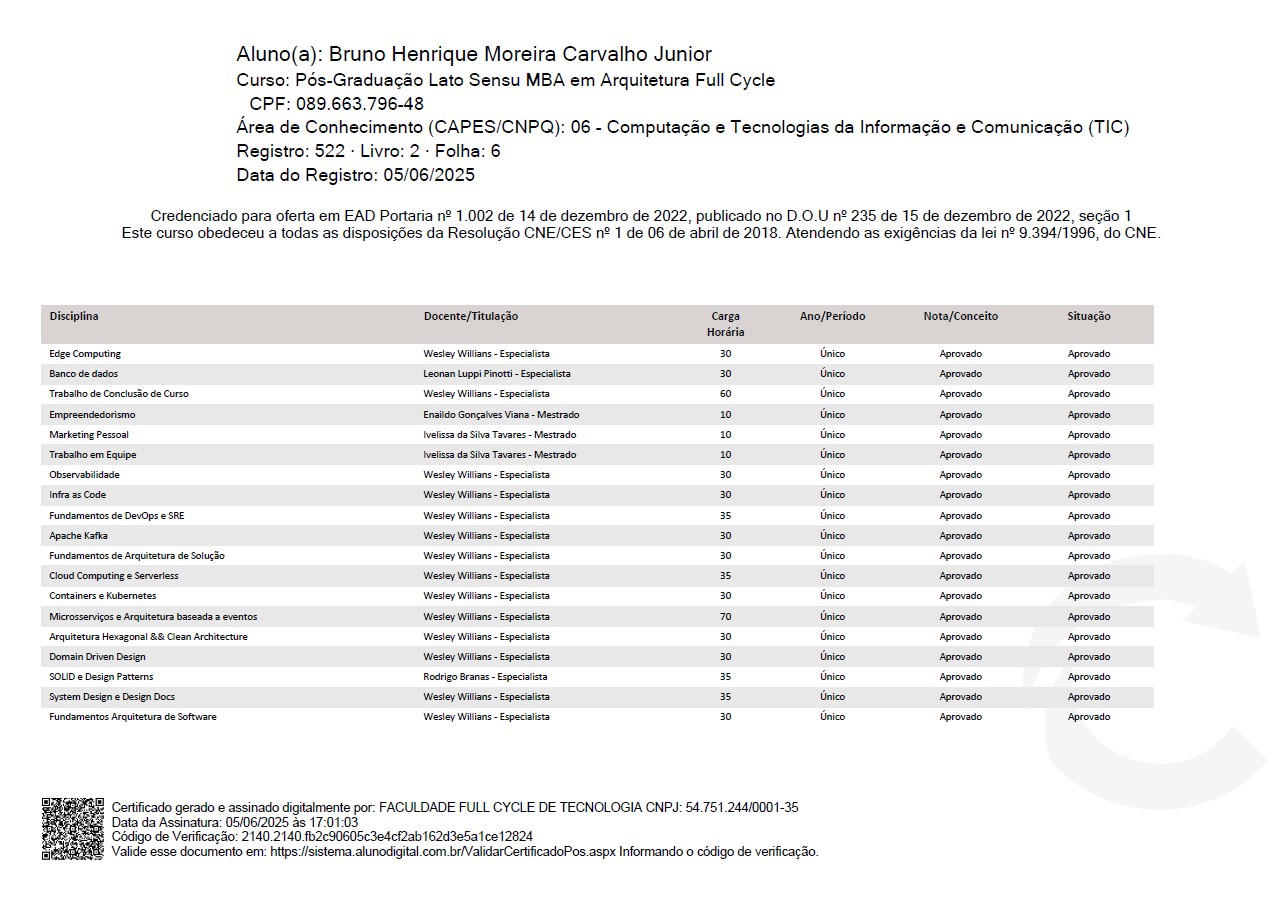 Aluno(a): Bruno Henrique Moreira Carvalho Junior
Curso: Pós-Graduação Lato Sensu MBA em Arquitetura Full Cycle
CPF: 089.663.796-48
Área de Conhecimento (CAPES/CNPQ): 06 - Computação e Tecnologias da Informação e Comunicação (TIC)
Registro: 522 · Livro: 2 · Folha: 6
Data do Registro: 05/06/2025
Credenciado para oferta em EAD Portaria nº 1.002 de 14 de dezembro de 2022, publicado no D.O.U nº 235 de 15 de dezembro de 2022, seção 1
Este curso obedeceu a todas as disposições da Resolução CNE/CES nº 1 de 06 de abril de 2018. Atendendo as exigências da lei nº 9.394/1996, do CNE.
Disciplina Docente/Titulação Carga Horária Ano/Período Nota/Conceito Situação
Edge Computing Wesley Willians - Especialista 30 Único Aprovado Aprovado
Banco de dados Leonan Luppi Pinotti - Especialista 30 Único Aprovado Aprovado
Trabalho de Conclusão de Curso Wesley Willians - Especialista 60 Único Aprovado Aprovado
Empreendedorismo Enaildo Gonçalves Viana - Mestrado 10 Único Aprovado Aprovado
Marketing Pessoal Ivelissa da Silva Tavares - Mestrado 10 Único Aprovado Aprovado
Trabalho em Equipe Ivelissa da Silva Tavares - Mestrado 10 Único Aprovado Aprovado
Observabilidade Wesley Willians - Especialista 30 Único Aprovado Aprovado
Infra as Code Wesley Willians - Especialista 30 Único Aprovado Aprovado
Fundamentos de DevOps e SRE Wesley Willians - Especialista 35 Único Aprovado Aprovado
Apache Kafka Wesley Willians - Especialista 30 Único Aprovado Aprovado
Fundamentos de Arquitetura de Solução Wesley Willians - Especialista 30 Único Aprovado Aprovado
Cloud Computing e Serverless Wesley Willians - Especialista 35 Único Aprovado Aprovado
Containers e Kubernetes Wesley Willians - Especialista 30 Único Aprovado Aprovado
Microsserviços e Arquitetura baseada a eventos Wesley Willians - Especialista 70 Único Aprovado Aprovado
Arquitetura Hexagonal && Clean Architecture Wesley Willians - Especialista 30 Único Aprovado Aprovado
Domain Driven Design Wesley Willians - Especialista 30 Único Aprovado Aprovado
SOLID e Design Patterns Rodrigo Branas - Especialista 35 Único Aprovado Aprovado
System Design e Design Docs Wesley Willians - Especialista 35 Único Aprovado Aprovado
Fundamentos Arquitetura de Software Wesley Willians - Especialista 30 Único Aprovado Aprovado
Certificado gerado e assinado digitalmente por: FACULDADE FULL CYCLE DE TECNOLOGIA CNPJ: 54.751.244/0001-35
Data da Assinatura: 05/06/2025 às 17:01:03
Código de Verificação: 2140.2140.fb2c90605c3e4cf2ab162d3e5a1ce12824
Valide esse documento em: https://sistema.alunodigital.com.br/ValidarCertificadoPos.aspx Informando o código de verificação.